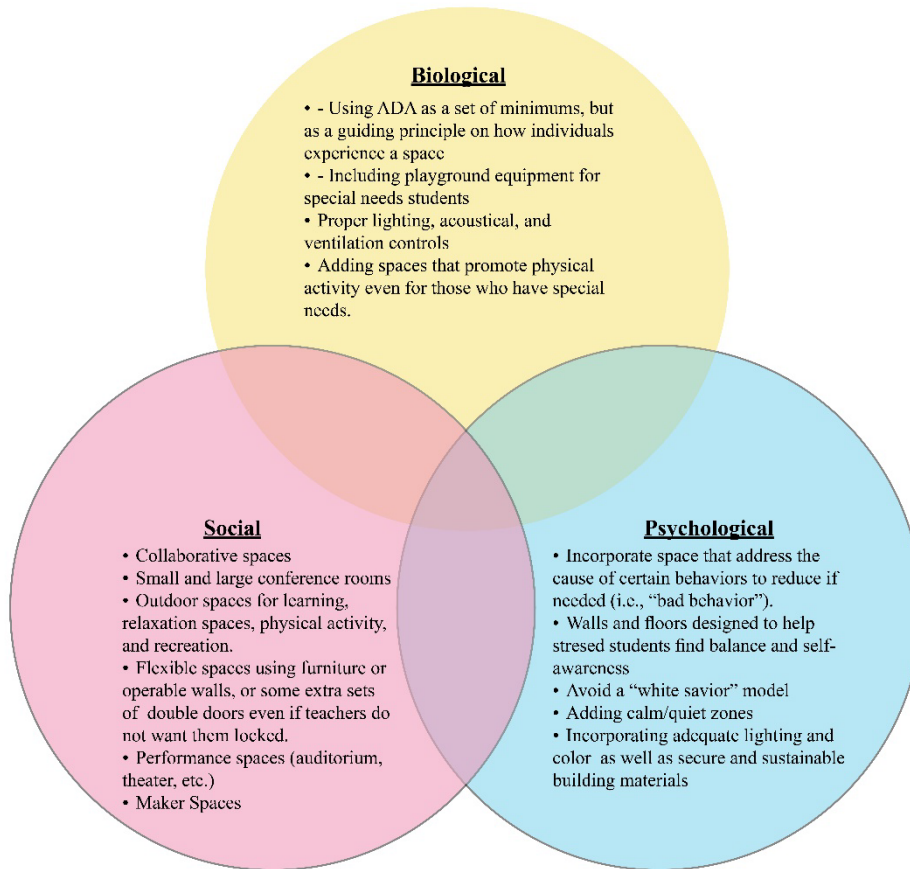 Biological
• - Using ADA as a set of minimums, but
as a guiding principle on how individuals
experience a space
• - Including playground equipment for
special needs students
• Proper lighting, acoustical, and
ventilation controls
• Adding spaces that promote physical
activity even for those who have special
needs.
Social
• Collaborative spaces
• Small and large conference rooms
• Outdoor spaces for learning,
relaxation spaces, physical activity,
and recreation.
• Flexible spaces using furniture or
operable walls, or some extra sets
of double doors even if teachers do
not want them locked.
• Performance spaces (auditorium,
theater, etc.)
• Maker Spaces
Psychological
• Incorporate space that address the
cause of certain behaviors to reduce if
needed (i.e., “bad behavior”).
• Walls and floors designed to help
stresed students find balance and self-
awareness
• Avoid a “white savior” model
• Adding calm/quiet zones
• Incorporating adequate lighting and
color as well as secure and sustainable
building materials